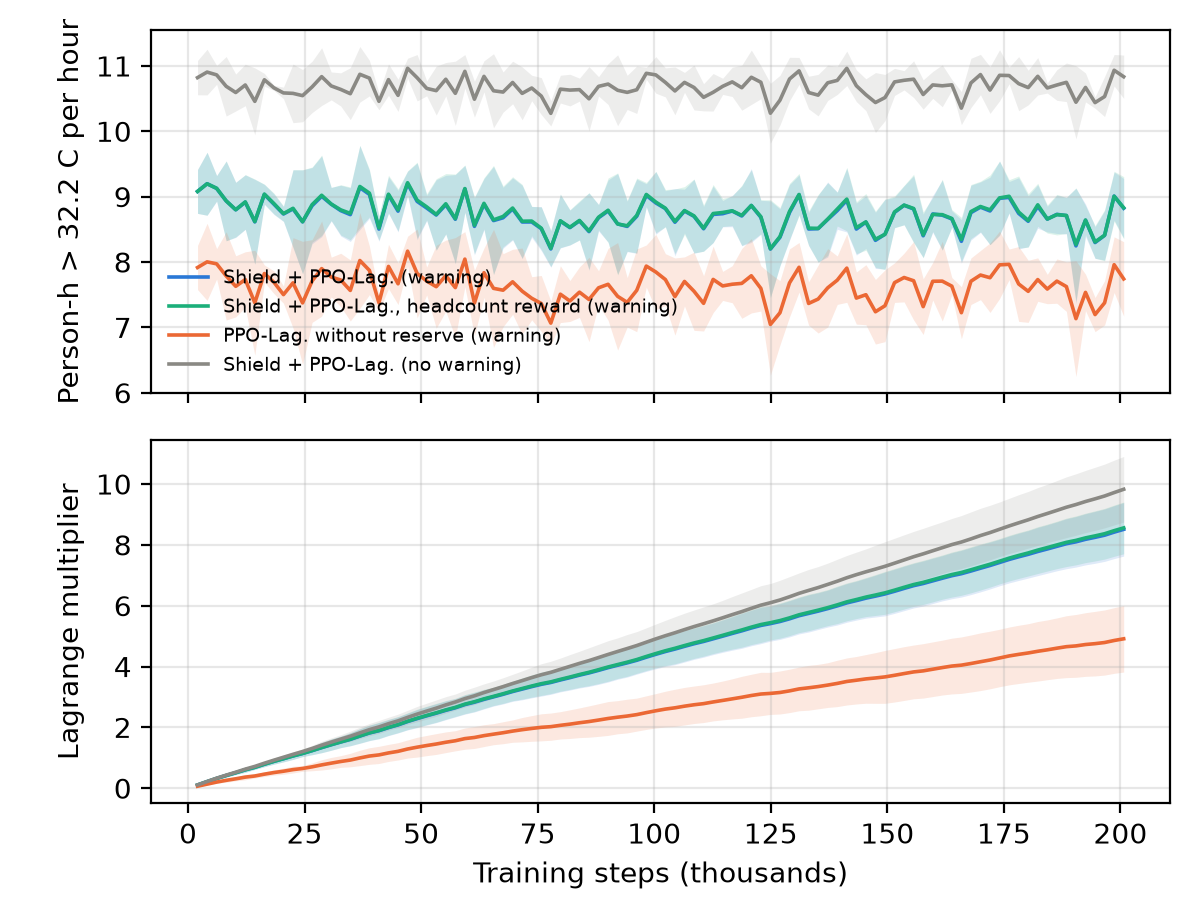 Person-h > 32.2 C per hour
11
10
9
8
7
6
Shield + PPO-Lag. (warning)
Shield + PPO-Lag., headcount reward (warning)
PPO-Lag. without reserve (warning)
Shield + PPO-Lag. (no warning)
Lagrange multiplier
10
8
6
4
2
0
0 25 50 75 100 125 150 175 200
Training steps (thousands)